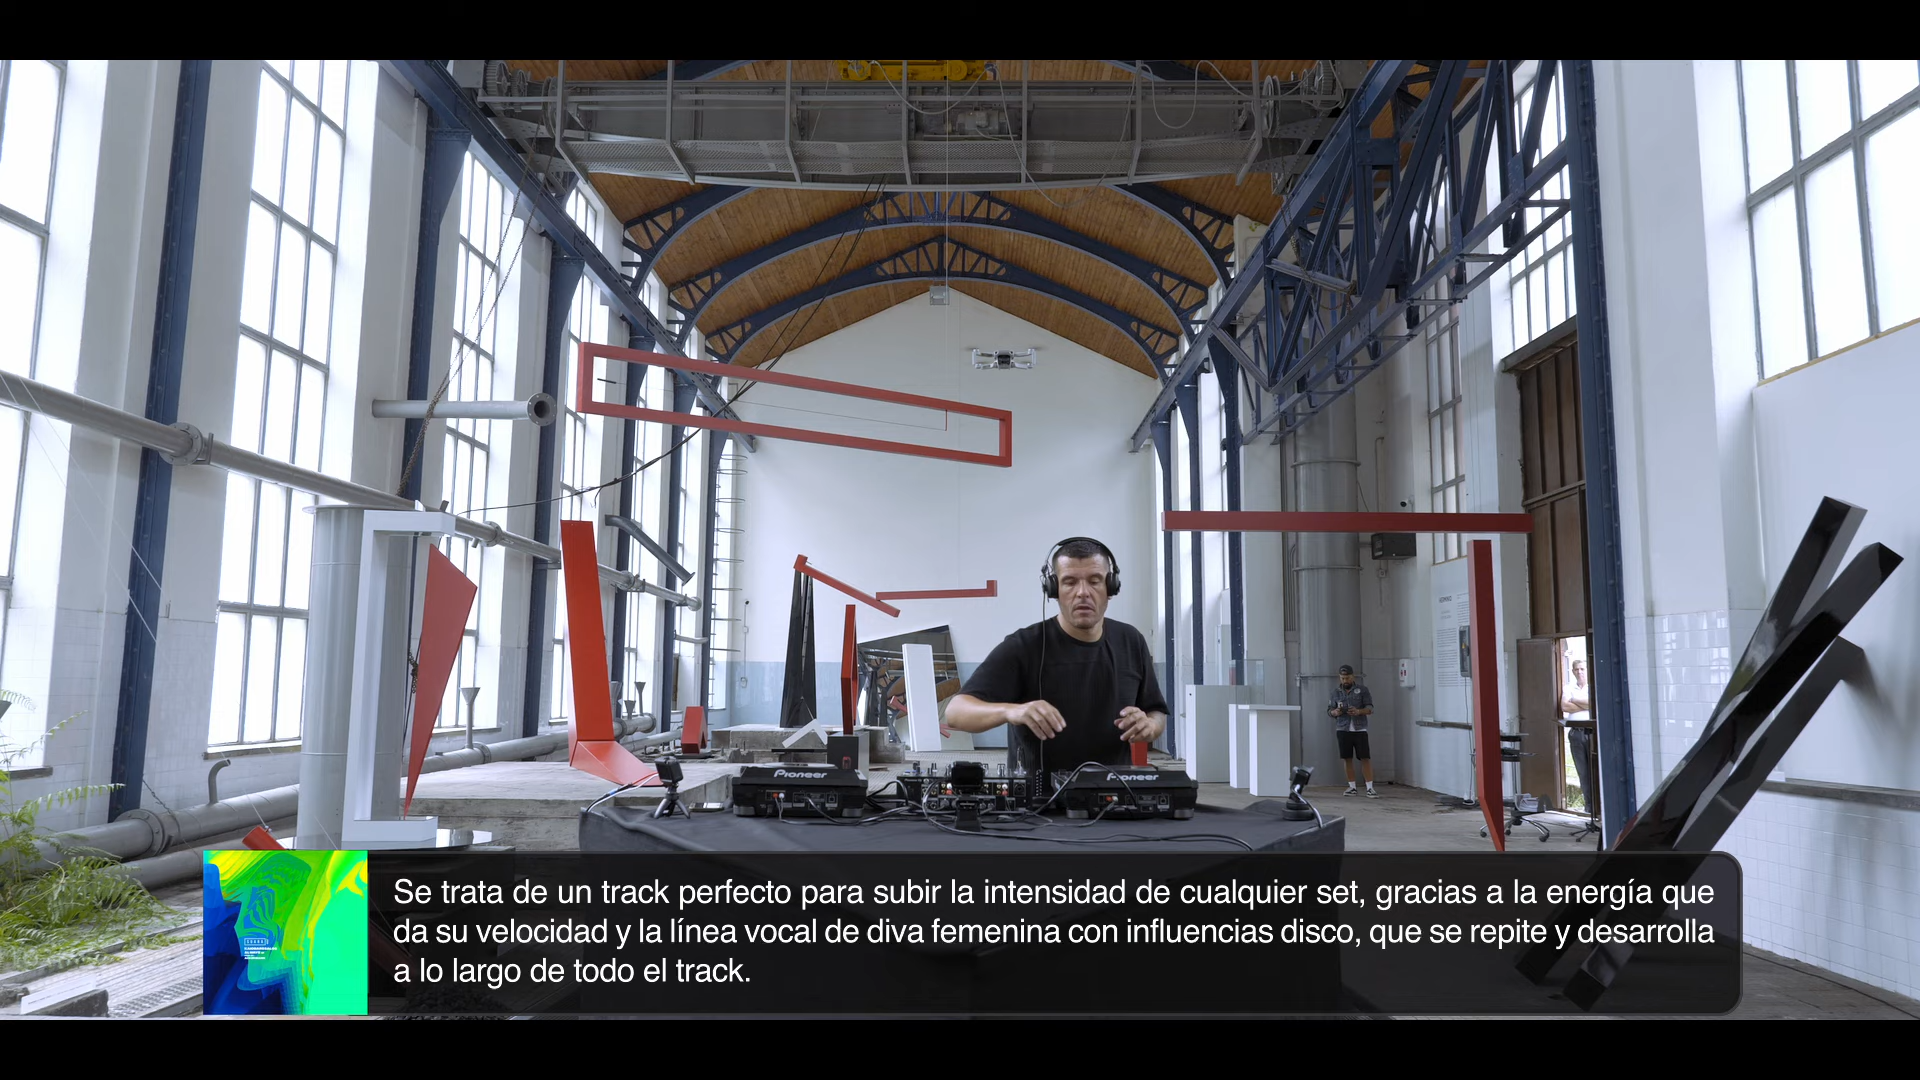 Pioneer
Pioneer
Se trata de un track perfecto para subir la intensidad de cualquier set, gracias a la energía que
da su velocidad y la línea vocal de diva femenina con influencias disco, que se repite y desarrolla
a lo largo de todo el track.